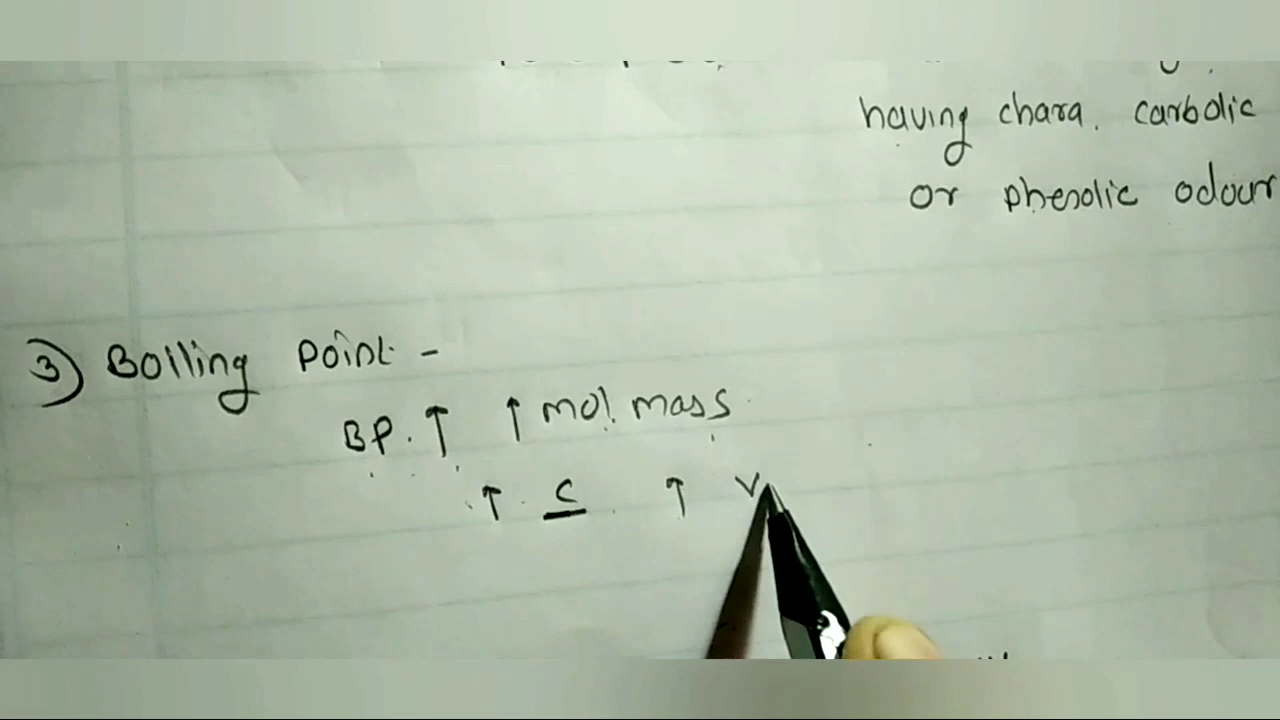 having chara. carbolic
or phenolic odour
3) Boiling Point -
BP. ↑ ↑ mol. mass
↑ C ↑ V